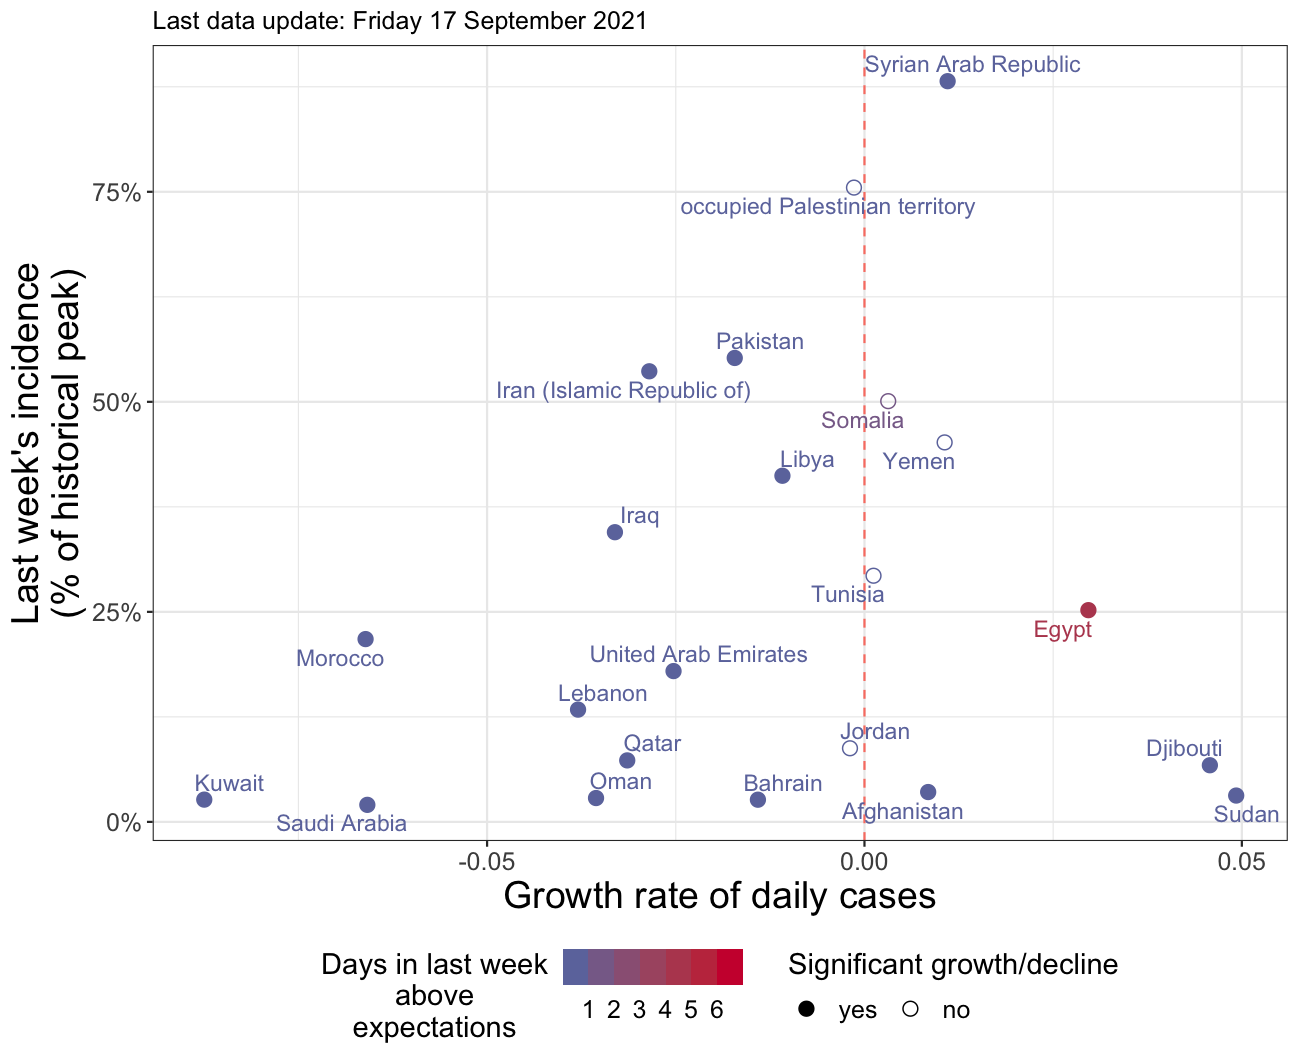 Last data update: Friday 17 September 2021
Syrian Arab Republic
75%
occupied Palestinian territory
Pakistan
Iran (Islamic Republic of)
50%
Somalia
Libya
Yemen
Iraq
Tunisia
25%
Egypt
Morocco
United Arab Emirates
Lebanon
Jordan
Qatar
Djibouti
Kuwait
Oman
Bahrain
Afghanistan
Sudan
Saudi Arabia
0%
Last week's incidence
(% of historical peak)
-0.05
0.00
0.05
Growth rate of daily cases
Days in last week
above
expectations
1 2 3 4 5 6
Significant growth/decline
yes no